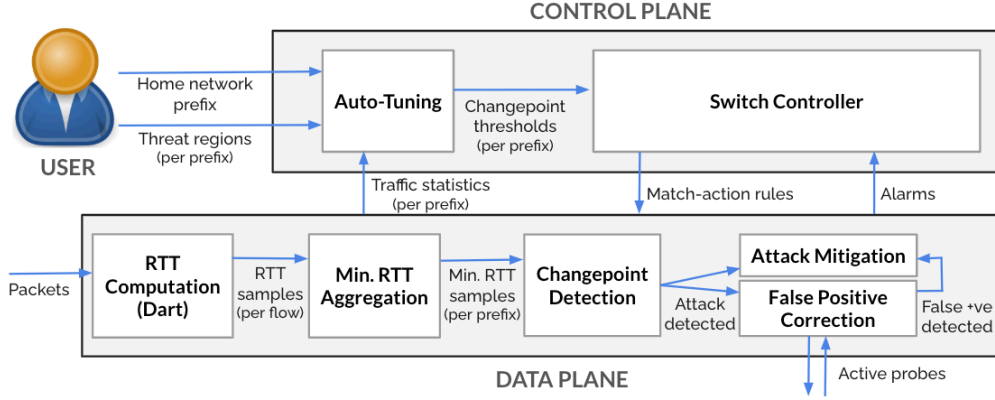 CONTROL PLANE
USER
Home network
prefix
Threat regions
(per prefix)
Auto-Tuning
Changepoint
thresholds
(per prefix)
Switch Controller
Traffic statistics
(per prefix)
Match-action rules
Alarms
Packets
RTT
Computation
(Dart)
RTT
samples
(per flow)
Min. RTT
Aggregation
Min. RTT
samples
(per prefix)
Changepoint
Detection
Attack
detected
Attack Mitigation
False Positive
Correction
False +ve
detected
DATA PLANE
Active probes